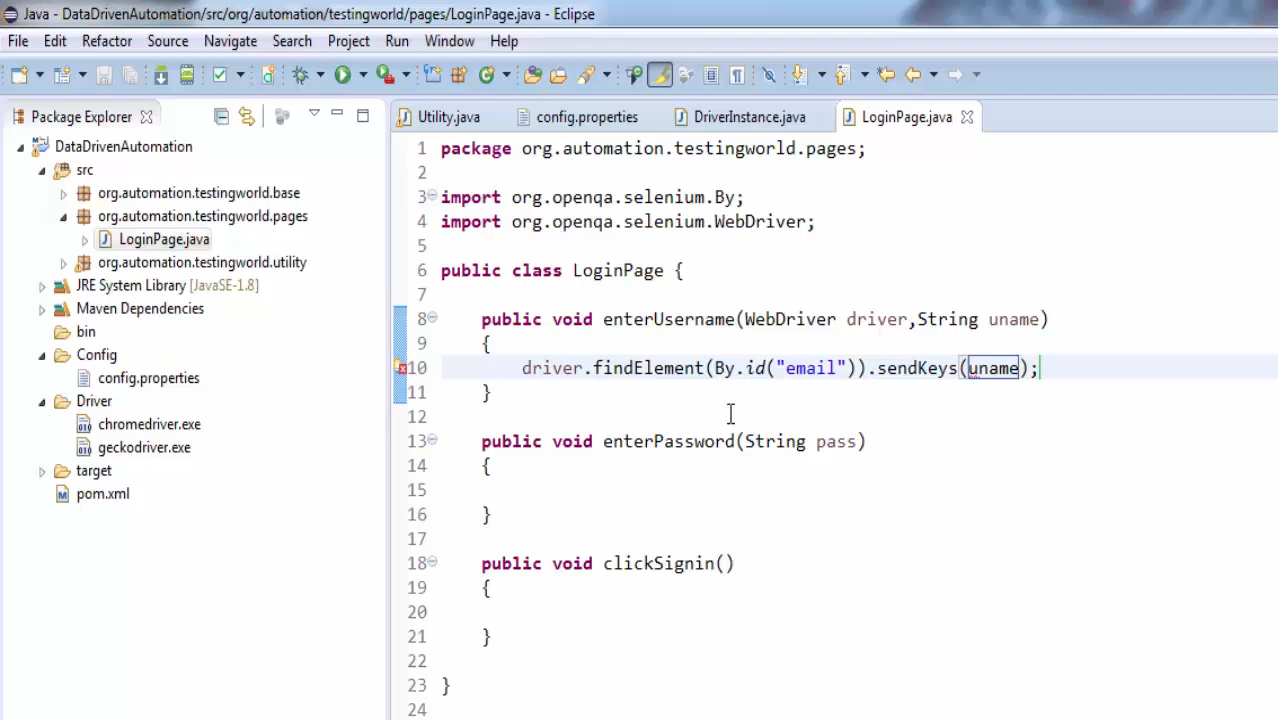 Java - DataDrivenAutomation/src/org/automation/testingworld/pages/LoginPage.java - Eclipse
File Edit Refactor Source Navigate Search Project Run Window Help
Package Explorer
Utility.java config.properties DriverInstance.java LoginPage.java
DataDrivenAutomation
src
org.automation.testingworld.base
org.automation.testingworld.pages
LoginPage.java
org.automation.testingworld.utility
JRE System Library [JavaSE-1.8]
Maven Dependencies
bin
Config
config.properties
Driver
chromedriver.exe
geckodriver.exe
target
pom.xml
1 package org.automation.testingworld.pages;
2
3 import org.openqa.selenium.By;
4 import org.openqa.selenium.WebDriver;
5
6 public class LoginPage {
7
8 public void enterUsername(WebDriver driver,String uname)
9 {
10 driver.findElement(By.id("email")).sendKeys(uname);
11 }
12
13 public void enterPassword(String pass)
14 {
15
16 }
17
18 public void clickSignin()
19 {
20
21 }
22
23 }
24